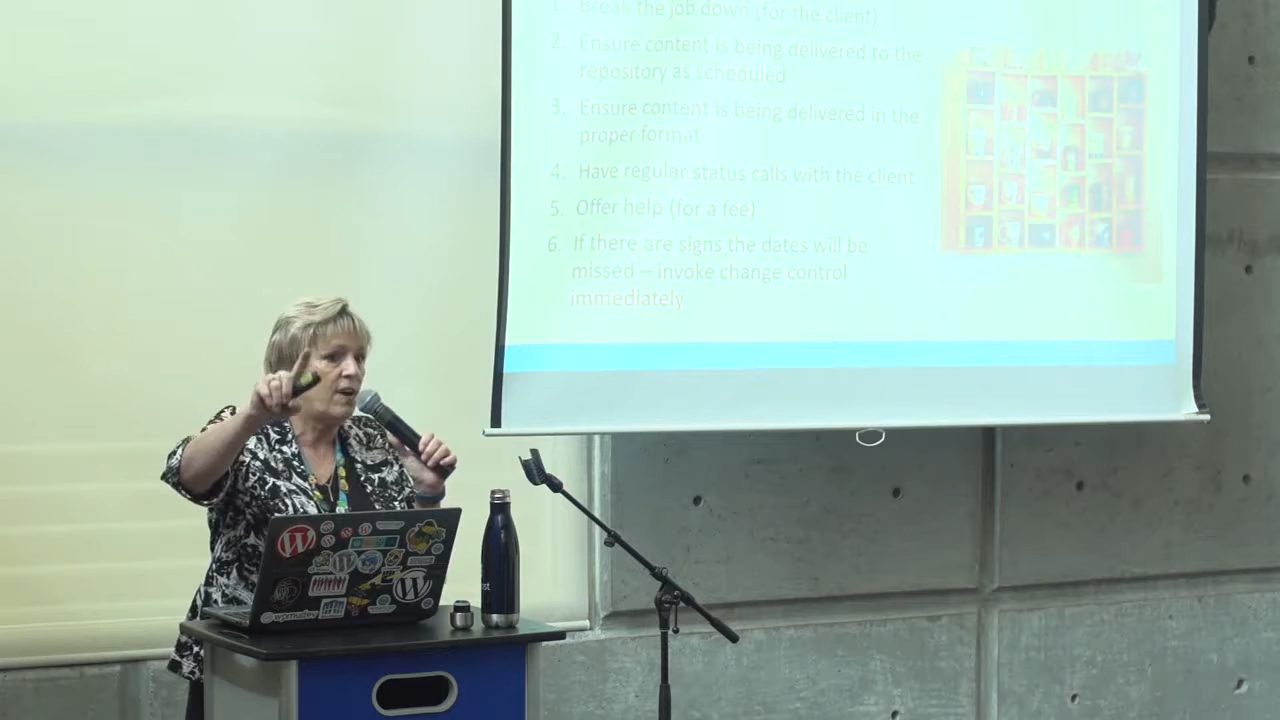 1. Break the job down (for the client)
2. Ensure content is being delivered to the
repository as scheduled
3. Ensure content is being delivered in the
proper format
4. Have regular status calls with the client
5. Offer help (for a fee)
6. If there are signs the dates will be
missed – invoke change control
immediately
W
W
W
wpmudev